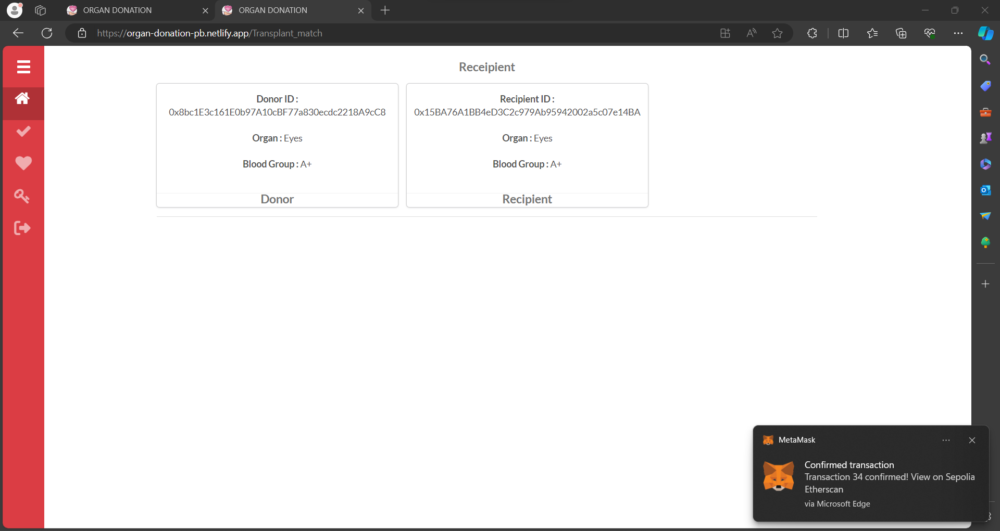 ORGAN DONATION
ORGAN DONATION
https://organ-donation-pb.netlify.app/Transplant_match
Receipient
Donor ID :
0x8bc1E3c161E0b97A10cBF77a830ecdc2218A9cC8
Organ : Eyes
Blood Group : A+
Donor
Recipient ID :
0x15BA76A1BB4eD3C2c979Ab95942002a5c07e14BA
Organ : Eyes
Blood Group : A+
Recipient
MetaMask
Confirmed transaction
Transaction 34 confirmed! View on Sepolia
Etherscan
via Microsoft Edge